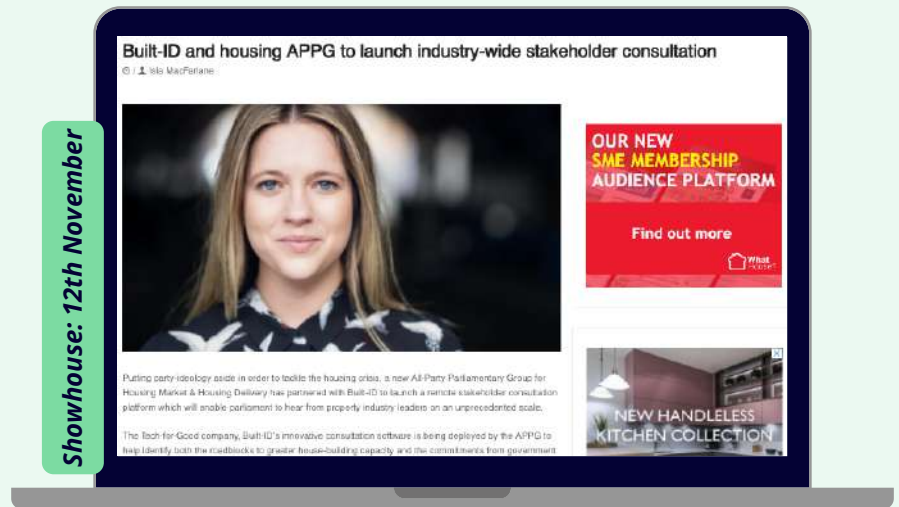 Built-ID and housing APPG to launch industry-wide stakeholder consultation
/ Isla MacFarlane
Showhouse: 12th November
OUR NEW
SME MEMBERSHIP
AUDIENCE PLATFORM
Find out more
What
House?
Putting party-ideology aside in order to tackle the housing crisis, a new All-Party Parliamentary Group for
Housing Market & Housing Delivery has partnered with Built-ID to launch a remote stakeholder consultation
platform which will enable parliament to hear from property industry leaders on an unprecedented scale.
The Tech-for-Good company, Built-ID's innovative consultation software is being deployed by the APPG to
help identify both the roadblocks to greater house-building capacity and the commitments from government
NEW HANDLELESS
KITCHEN COLLECTION